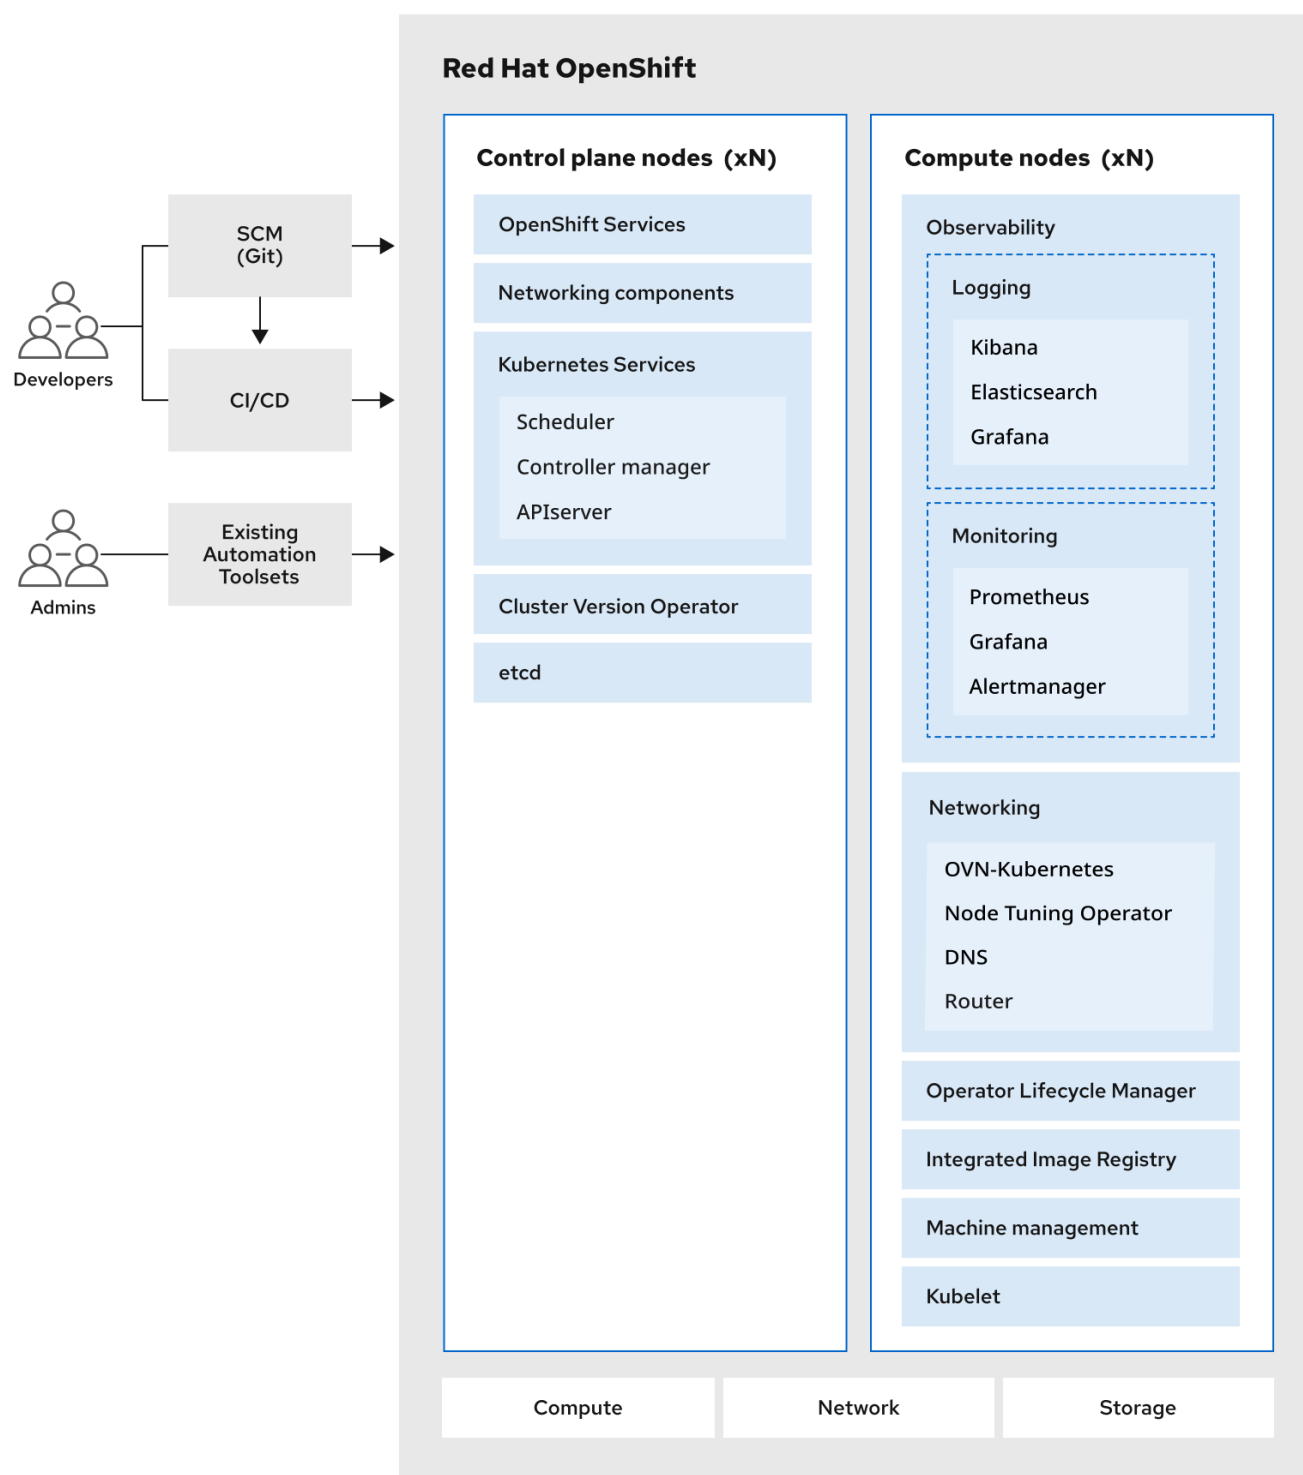 Red Hat OpenShift
SCM
(Git)
CI/CD
Developers
Existing
Automation
Toolsets
Admins
Control plane nodes (xN)
OpenShift Services
Networking components
Kubernetes Services
Scheduler
Controller manager
APIserver
Cluster Version Operator
etcd
Compute nodes (xN)
Observability
Logging
Kibana
Elasticsearch
Grafana
Monitoring
Prometheus
Grafana
Alertmanager
Networking
OVN-Kubernetes
Node Tuning Operator
DNS
Router
Operator Lifecycle Manager
Integrated Image Registry
Machine management
Kubelet
Compute
Network
Storage